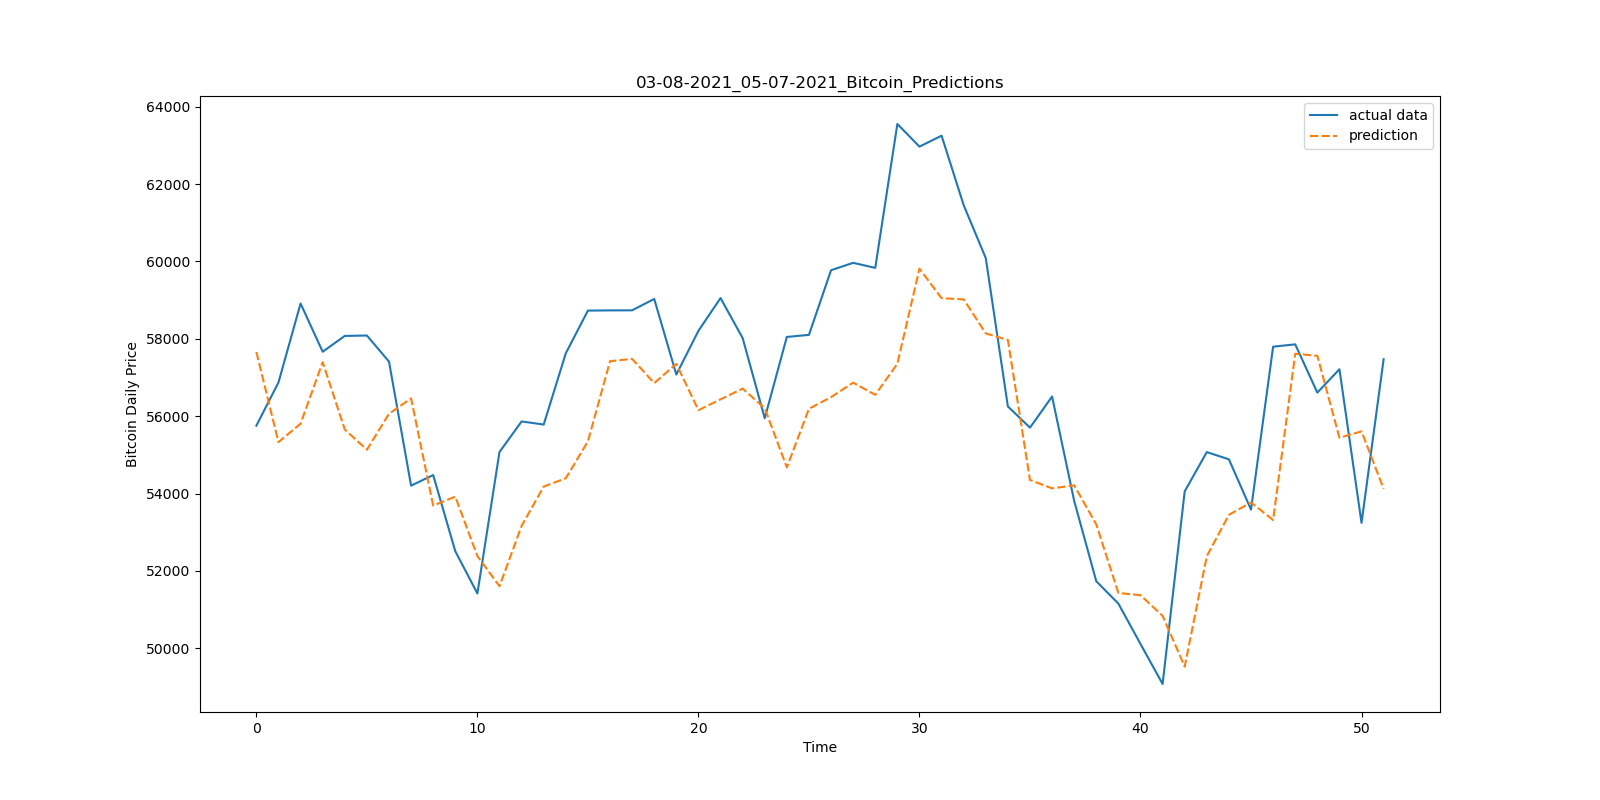 03-08-2021_05-07-2021_Bitcoin_Predictions
64000
62000
60000
58000
56000
54000
52000
50000
Bitcoin Daily Price
actual data
prediction
0 10 20 30 40 50
Time